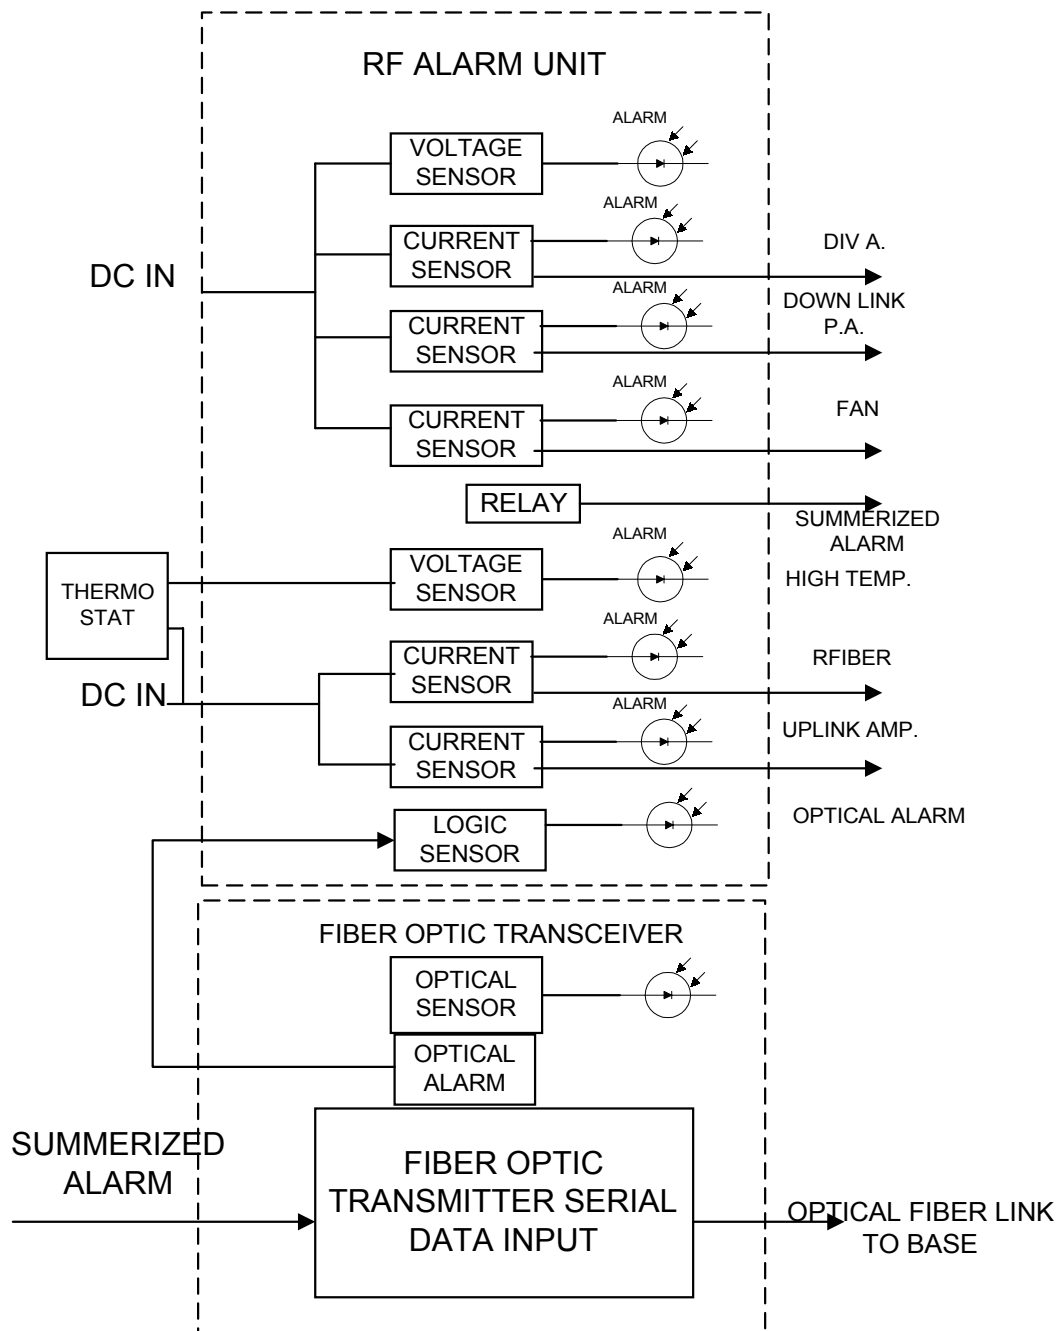 RF ALARM UNIT
ALARM
VOLTAGE
SENSOR
ALARM
CURRENT
SENSOR
DIV A.
DC IN
ALARM
CURRENT
SENSOR
DOWN LINK
P.A.
ALARM
CURRENT
SENSOR
FAN
RELAY
SUMMERIZED
ALARM
ALARM
VOLTAGE
SENSOR
HIGH TEMP.
THERMO
STAT
ALARM
CURRENT
SENSOR
RFIBER
DC IN
ALARM
CURRENT
SENSOR
UPLINK AMP.
LOGIC
SENSOR
OPTICAL ALARM
FIBER OPTIC TRANSCEIVER
OPTICAL
SENSOR
OPTICAL
ALARM
SUMMERIZED
ALARM
FIBER OPTIC
TRANSMITTER SERIAL
DATA INPUT
OPTICAL FIBER LINK
TO BASE